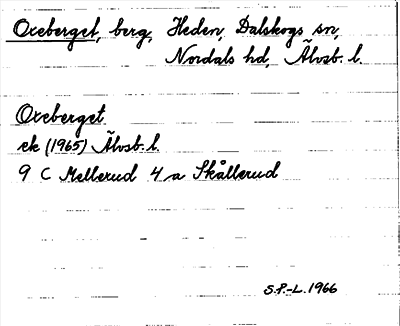 Oxeberget, berg, Heden, Dalskogs sn,
Nordals hd, Älvsb. l.
Oxeberget
ek (1965) Älvsb. l.
9 C Mellerud 4 a Skållerud
S.P.-L. 1966